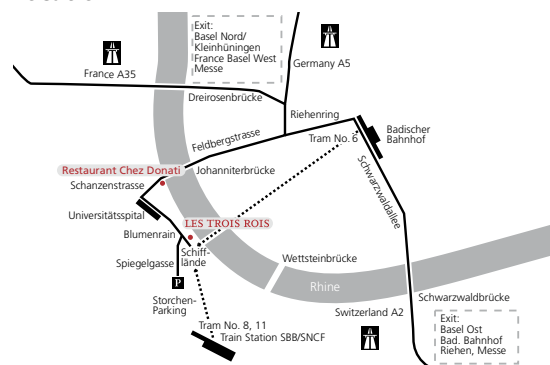 Exit:
Basel Nord/
Kleinhüningen
France Basel West
Messe
France A35
Germany A5
Dreirosenbrücke
Riehenring
Feldbergstrasse
Tram No. 6
Badischer
Bahnhof
Restaurant Chez Donati
Johanniterbrücke
Schanzenstrasse
Schwarzwaldallee
Universitätsspital
LES TROIS ROIS
Blumenrain
Schiff-
lände
Spiegelgasse
Wettsteinbrücke
P
Rhine
Storchen-
Parking
Schwarzwaldbrücke
Switzerland A2
Exit:
Basel Ost
Bad. Bahnhof
Riehen, Messe
Tram No. 8, 11
Train Station SBB/SNCF